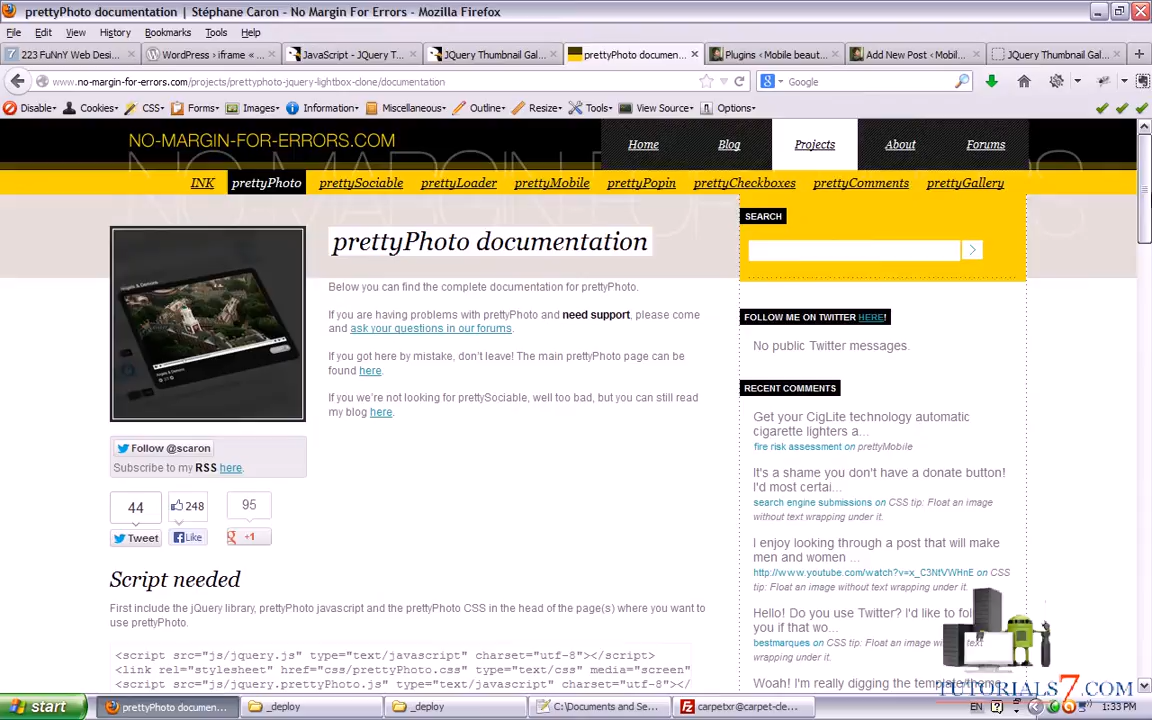 prettyPhoto documentation | Stéphane Caron - No Margin For Errors - Mozilla Firefox
File Edit View History Bookmarks Tools Help
223 FuNnY Web Desi... WordPress › iframe «... JavaScript - JQuery T... JQuery Thumbnail Gal... prettyPhoto documen... Plugins ‹ Mobile beaut... Add New Post ‹ Mobil... JQuery Thumbnail Ga...
www.no-margin-for-errors.com/projects/prettyphoto-jquery-lightbox-clone/documentation Google
Disable Cookies CSS Forms Images Information Miscellaneous Outline Resize Tools View Source Options
NO-MARGIN-FOR-ERRORS.COM
Home Blog Projects About Forums
INK prettyPhoto prettySociable prettyLoader prettyMobile prettyPopin prettyCheckboxes prettyComments prettyGallery
prettyPhoto documentation
Below you can find the complete documentation for prettyPhoto.
If you are having problems with prettyPhoto and need support, please come
and ask your questions in our forums.
If you got here by mistake, don't leave! The main prettyPhoto page can be
found here.
If you we're not looking for prettySociable, well too bad, but you can still read
my blog here.
Follow @scaron
Subscribe to my RSS here.
44 248 95
Tweet Like +1
Script needed
First include the jQuery library, prettyPhoto javascript and the prettyPhoto CSS in the head of the page(s) where you want to
use prettyPhoto.
<script src="js/jquery.js" type="text/javascript" charset="utf-8"></script>
<link rel="stylesheet" href="css/prettyPhoto.css" type="text/css" media="screen"
<script src="js/jquery.prettyPhoto.js" type="text/javascript" charset="utf-8"></
SEARCH
FOLLOW ME ON TWITTER HERE!
No public Twitter messages.
RECENT COMMENTS
Get your CigLite technology automatic
cigarette lighters a...
fire risk assessment on prettyMobile
It's a shame you don't have a donate button!
I'd most certai...
search engine submissions on CSS tip: Float an image
without text wrapping under it.
I enjoy looking through a post that will make
men and women ...
http://www.youtube.com/watch?v=x_C3NtVWHnE on CSS
tip: Float an image without text wrapping under it.
Hello! Do you use Twitter? I'd like to
you if that wo...
bestmarques on CSS tip: Float an image
wrapping under it.
Woah! I'm really digging the
TUTORIALS7.COM
start prettyPhoto documen... _deploy _deploy C:\Documents and Se... carpetxr@carpet-cle... EN 1:33 PM